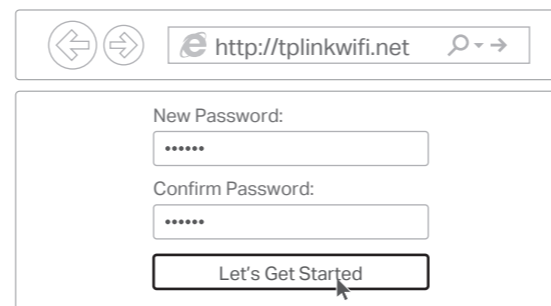 http://tplinkwifi.net
New Password:
••••••
Confirm Password:
••••••
Let's Get Started